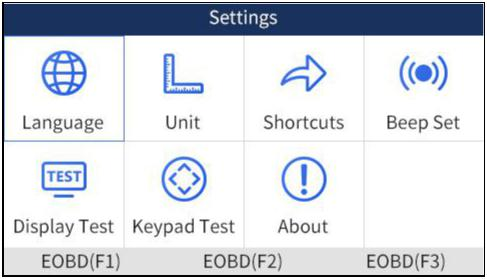 Settings
Language Unit Shortcuts Beep Set
TEST
Display Test Keypad Test About
EOBD(F1) EOBD(F2) EOBD(F3)